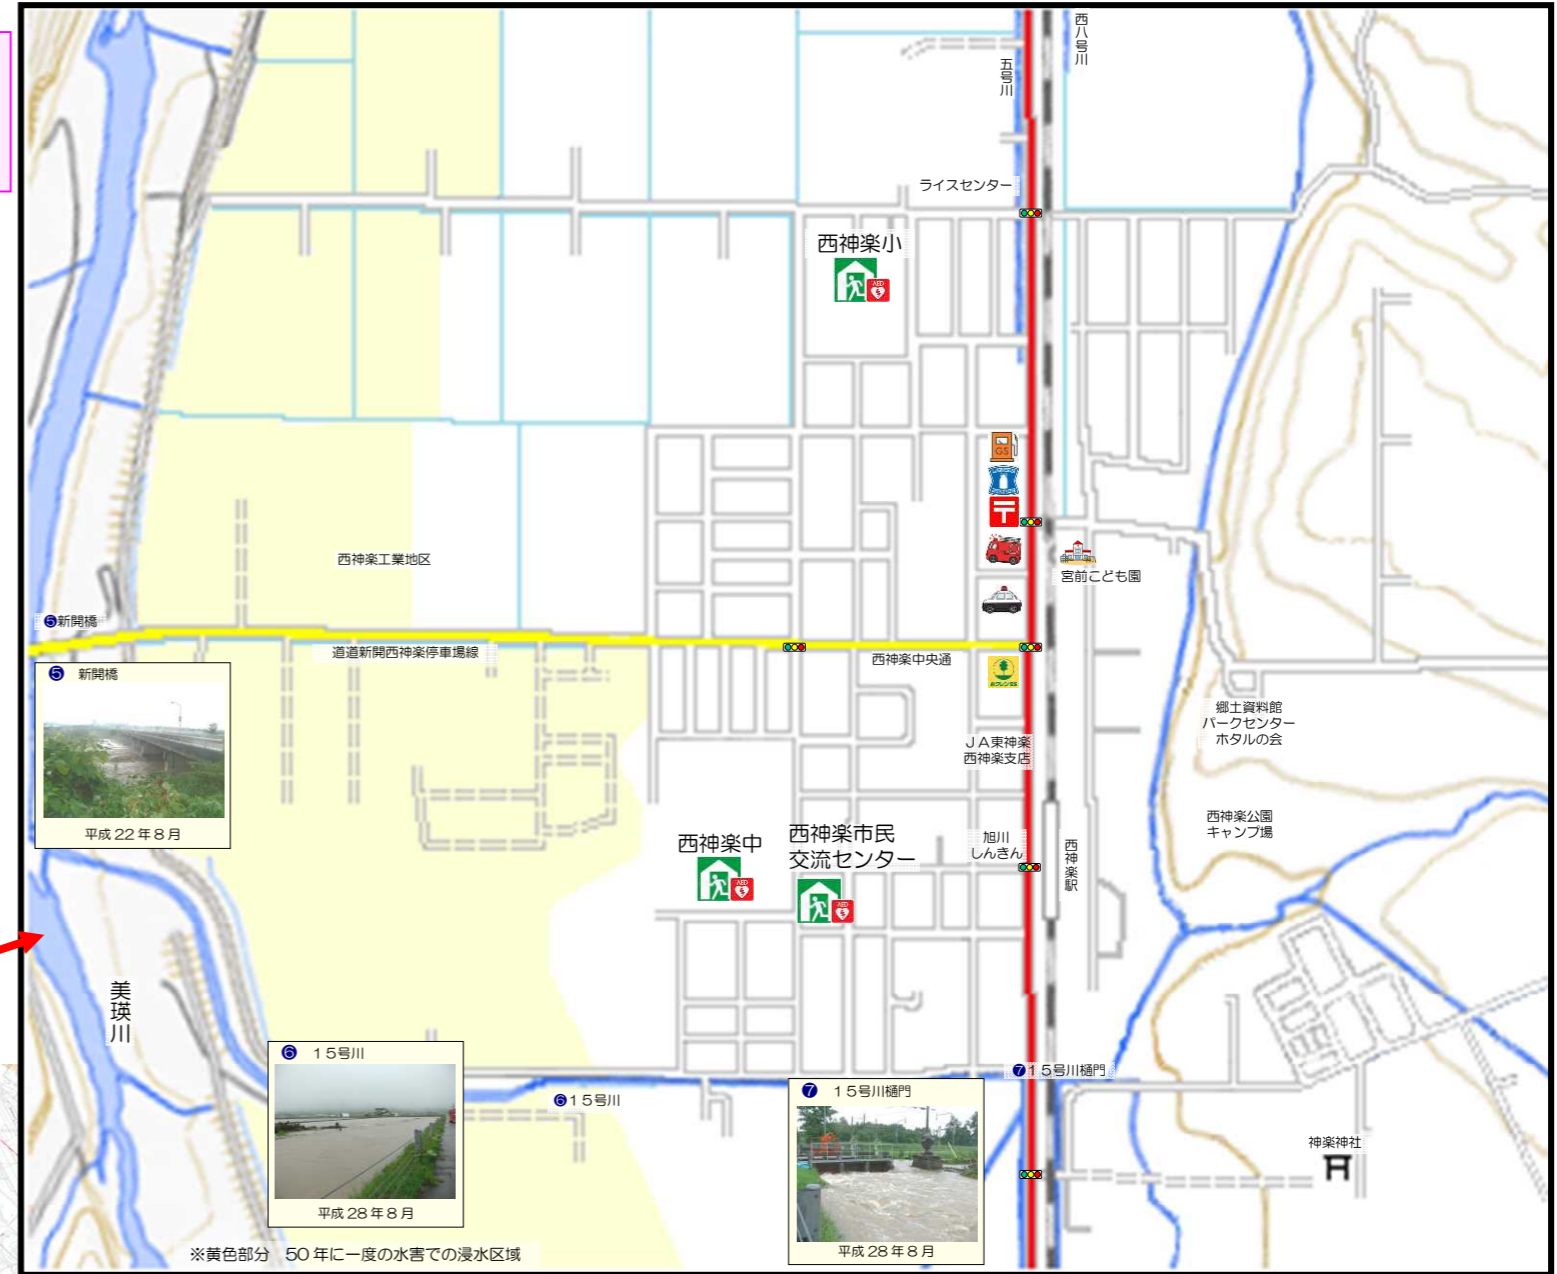 西八号川
五号川
ライスセンター
西神楽小
AED
GS
〒
西神楽工業地区
宮前こども園
❺新開橋
道道新開西神楽停車場線
西神楽中央通
❺ 新開橋
平成22年8月
郷土資料館
パークセンター
ホタルの会
JA東神楽
西神楽支店
西神楽公園
キャンプ場
西神楽中
AED
西神楽市民
交流センター
AED
旭川
しんきん
西神楽駅
美瑛川
❻ 15号川
平成28年8月
❻15号川
❼15号川樋門
❼ 15号川樋門
平成28年8月
神楽神社
※黄色部分 50年に一度の水害での浸水区域